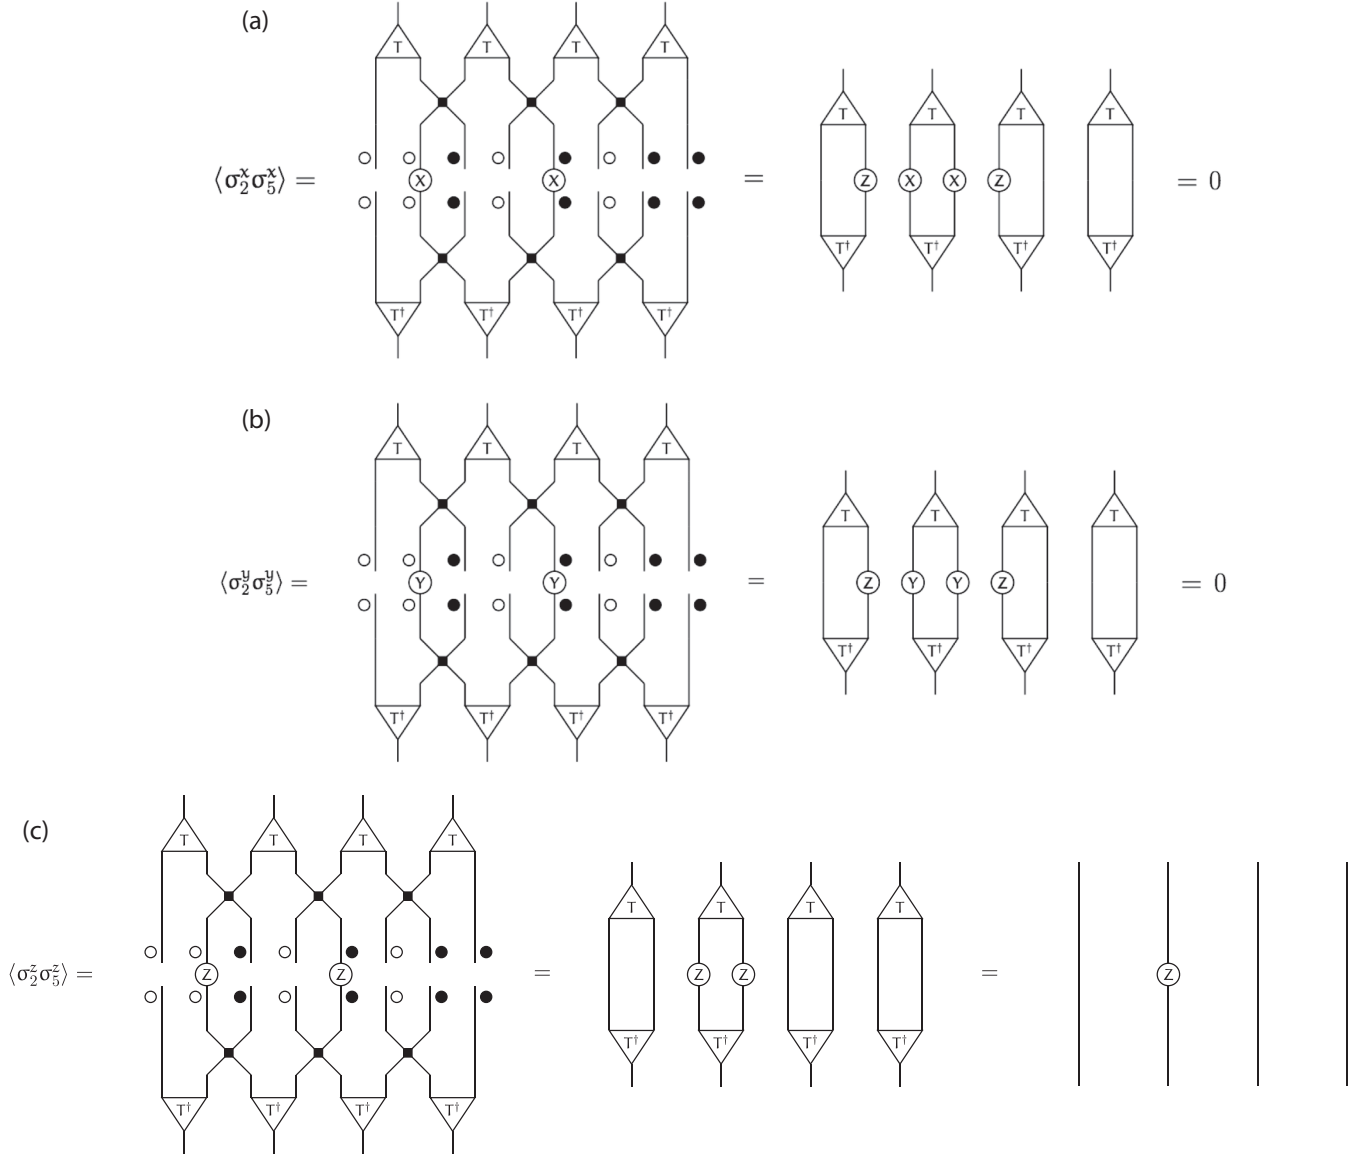 (a)
T T T T
T T T T
⟨σ₂ˣσ₅ˣ⟩ = X X = Z X X Z = 0
T† T† T† T†
T† T† T† T†
(b)
T T T T
T T T T
⟨σ₂ʸσ₅ʸ⟩ = Y Y = Z Y Y Z = 0
T† T† T† T†
T† T† T† T†
(c)
T T T T
T T T T
⟨σ₂ᶻσ₅ᶻ⟩ = Z Z = Z Z = Z
T† T† T† T†
T† T† T† T†